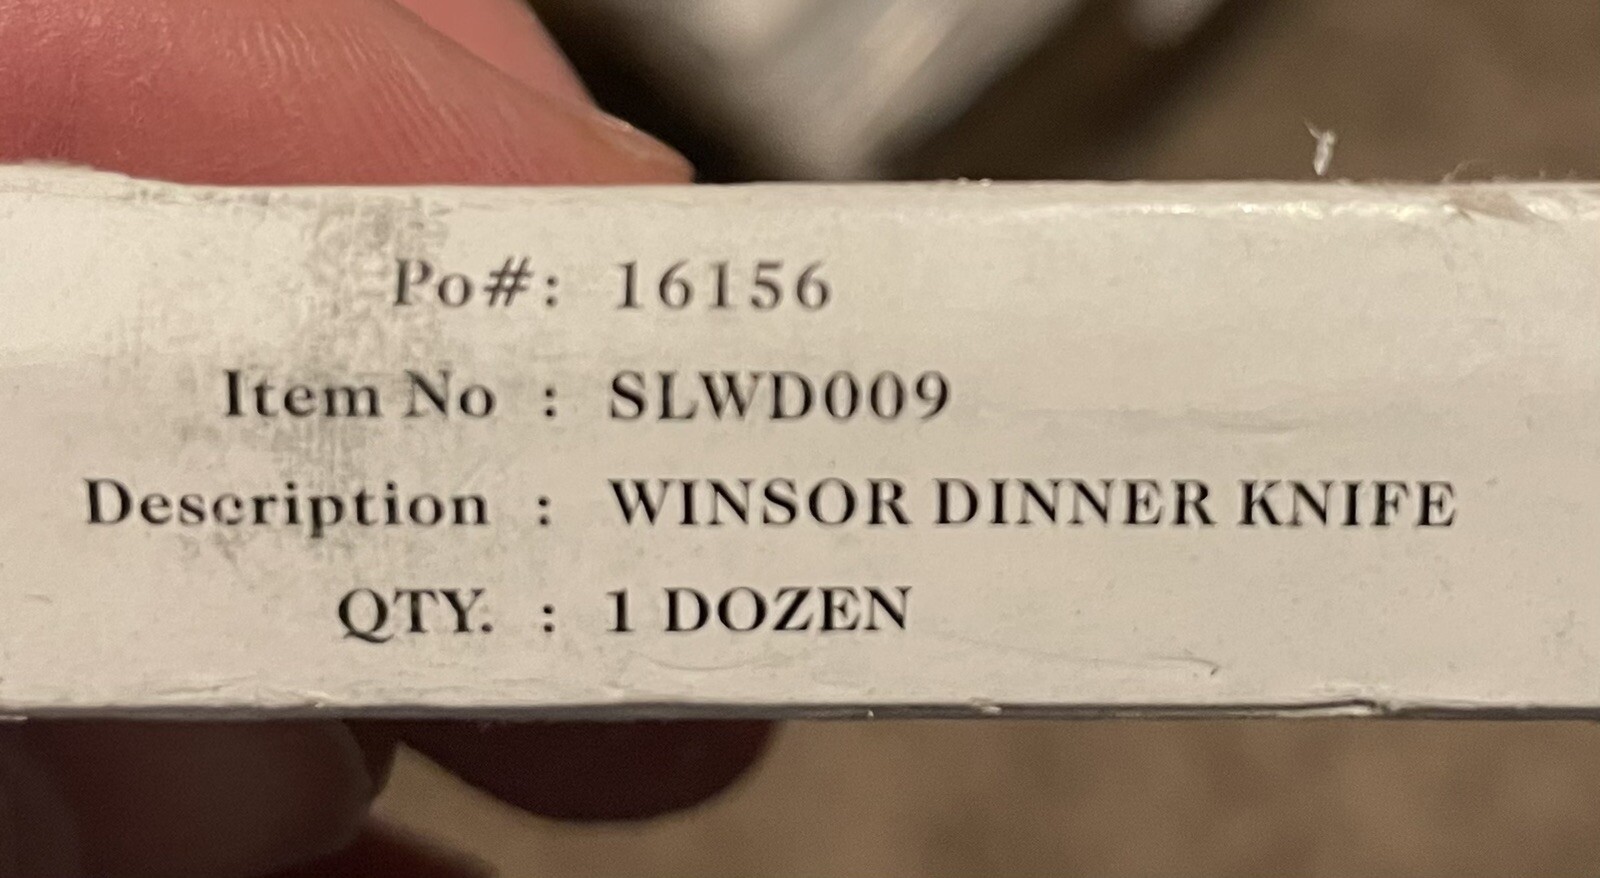 Po#: 16156
Item No : SLWD009
Description : WINSOR DINNER KNIFE
QTY. : 1 DOZEN